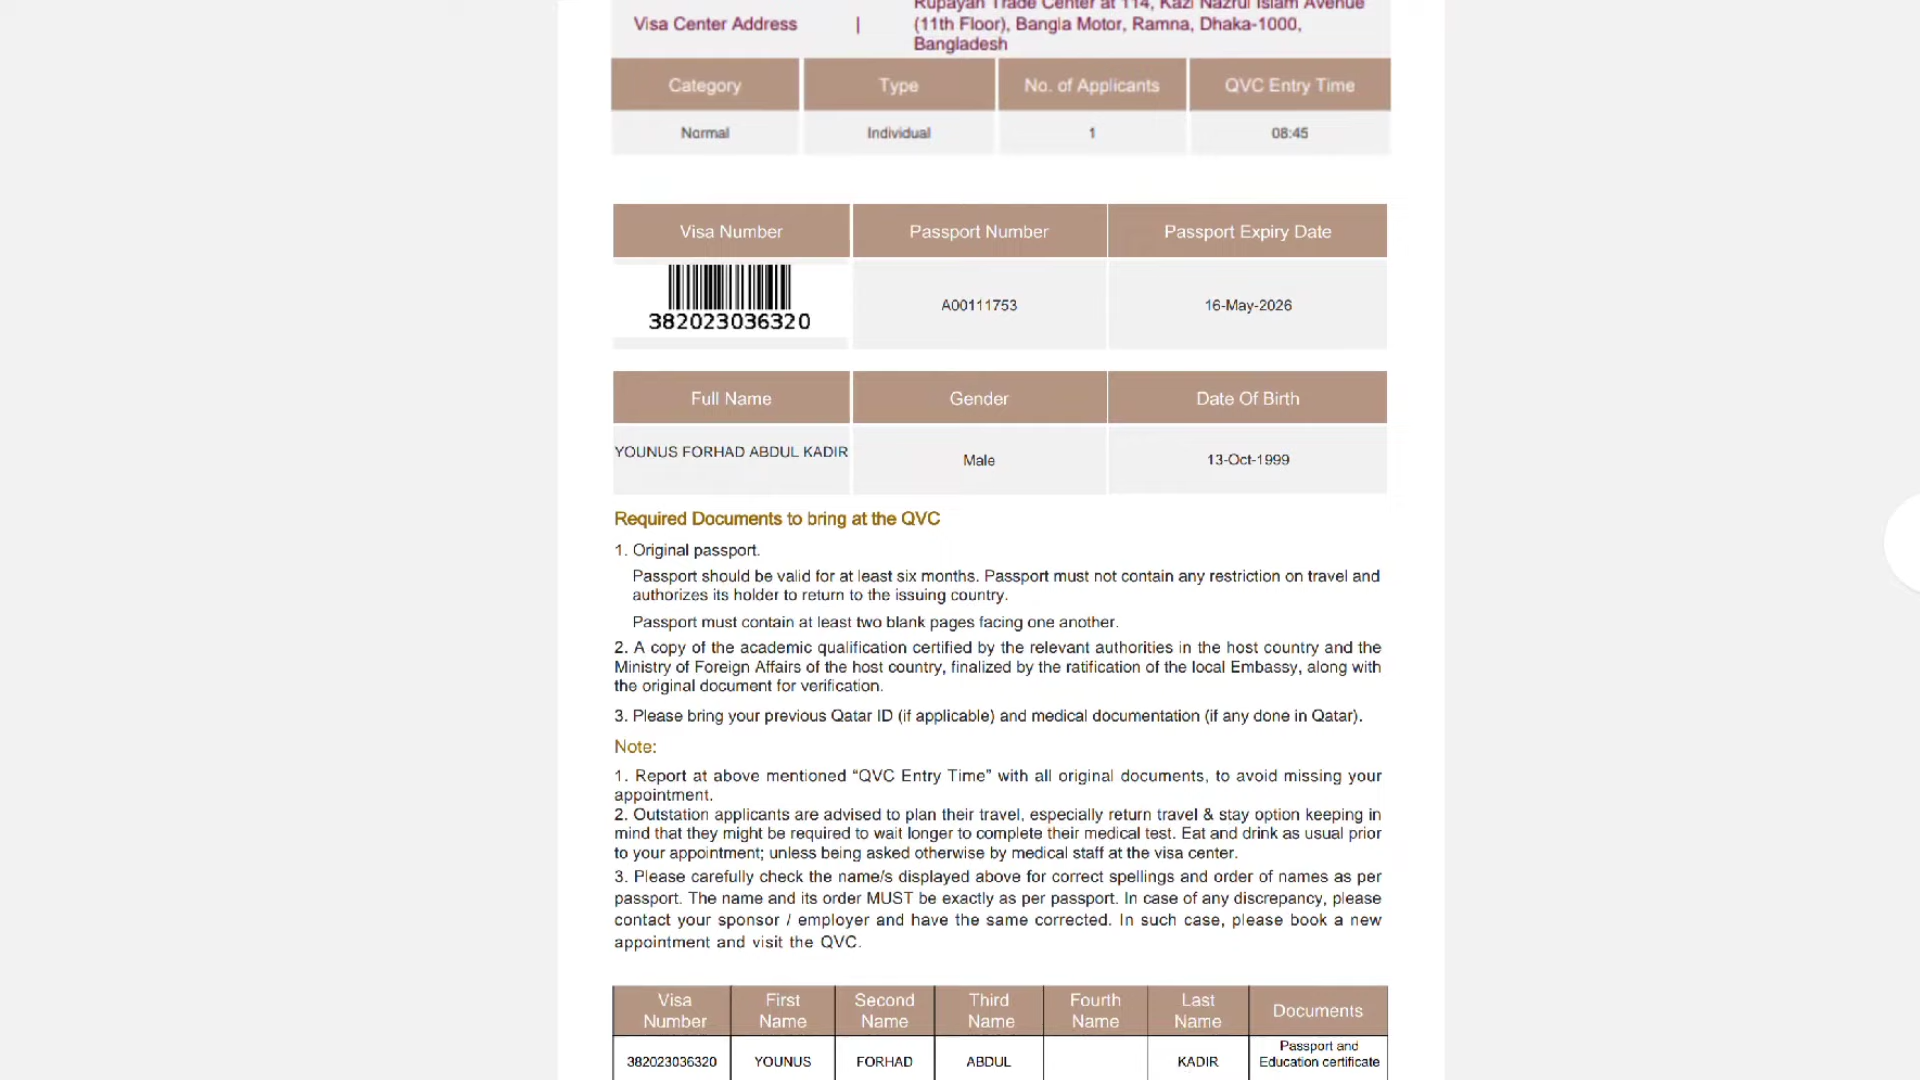 Rupayan Trade Center at 114, Kazi Nazrul Islam Avenue
Visa Center Address | (11th Floor), Bangla Motor, Ramna, Dhaka-1000,
Bangladesh
Category Type No. of Applicants QVC Entry Time
Normal Individual 1 08:45
Visa Number Passport Number Passport Expiry Date
382023036320 A00111753 16-May-2026
Full Name Gender Date Of Birth
YOUNUS FORHAD ABDUL KADIR Male 13-Oct-1999
Required Documents to bring at the QVC
1. Original passport.
Passport should be valid for at least six months. Passport must not contain any restriction on travel and
authorizes its holder to return to the issuing country.
Passport must contain at least two blank pages facing one another.
2. A copy of the academic qualification certified by the relevant authorities in the host country and the
Ministry of Foreign Affairs of the host country, finalized by the ratification of the local Embassy, along with
the original document for verification.
3. Please bring your previous Qatar ID (if applicable) and medical documentation (if any done in Qatar).
Note:
1. Report at above mentioned “QVC Entry Time” with all original documents, to avoid missing your
appointment.
2. Outstation applicants are advised to plan their travel, especially return travel & stay option keeping in
mind that they might be required to wait longer to complete their medical test. Eat and drink as usual prior
to your appointment; unless being asked otherwise by medical staff at the visa center.
3. Please carefully check the name/s displayed above for correct spellings and order of names as per
passport. The name and its order MUST be exactly as per passport. In case of any discrepancy, please
contact your sponsor / employer and have the same corrected. In such case, please book a new
appointment and visit the QVC.
Visa Number First Name Second Name Third Name Fourth Name Last Name Documents
382023036320 YOUNUS FORHAD ABDUL KADIR Passport and Education certificate